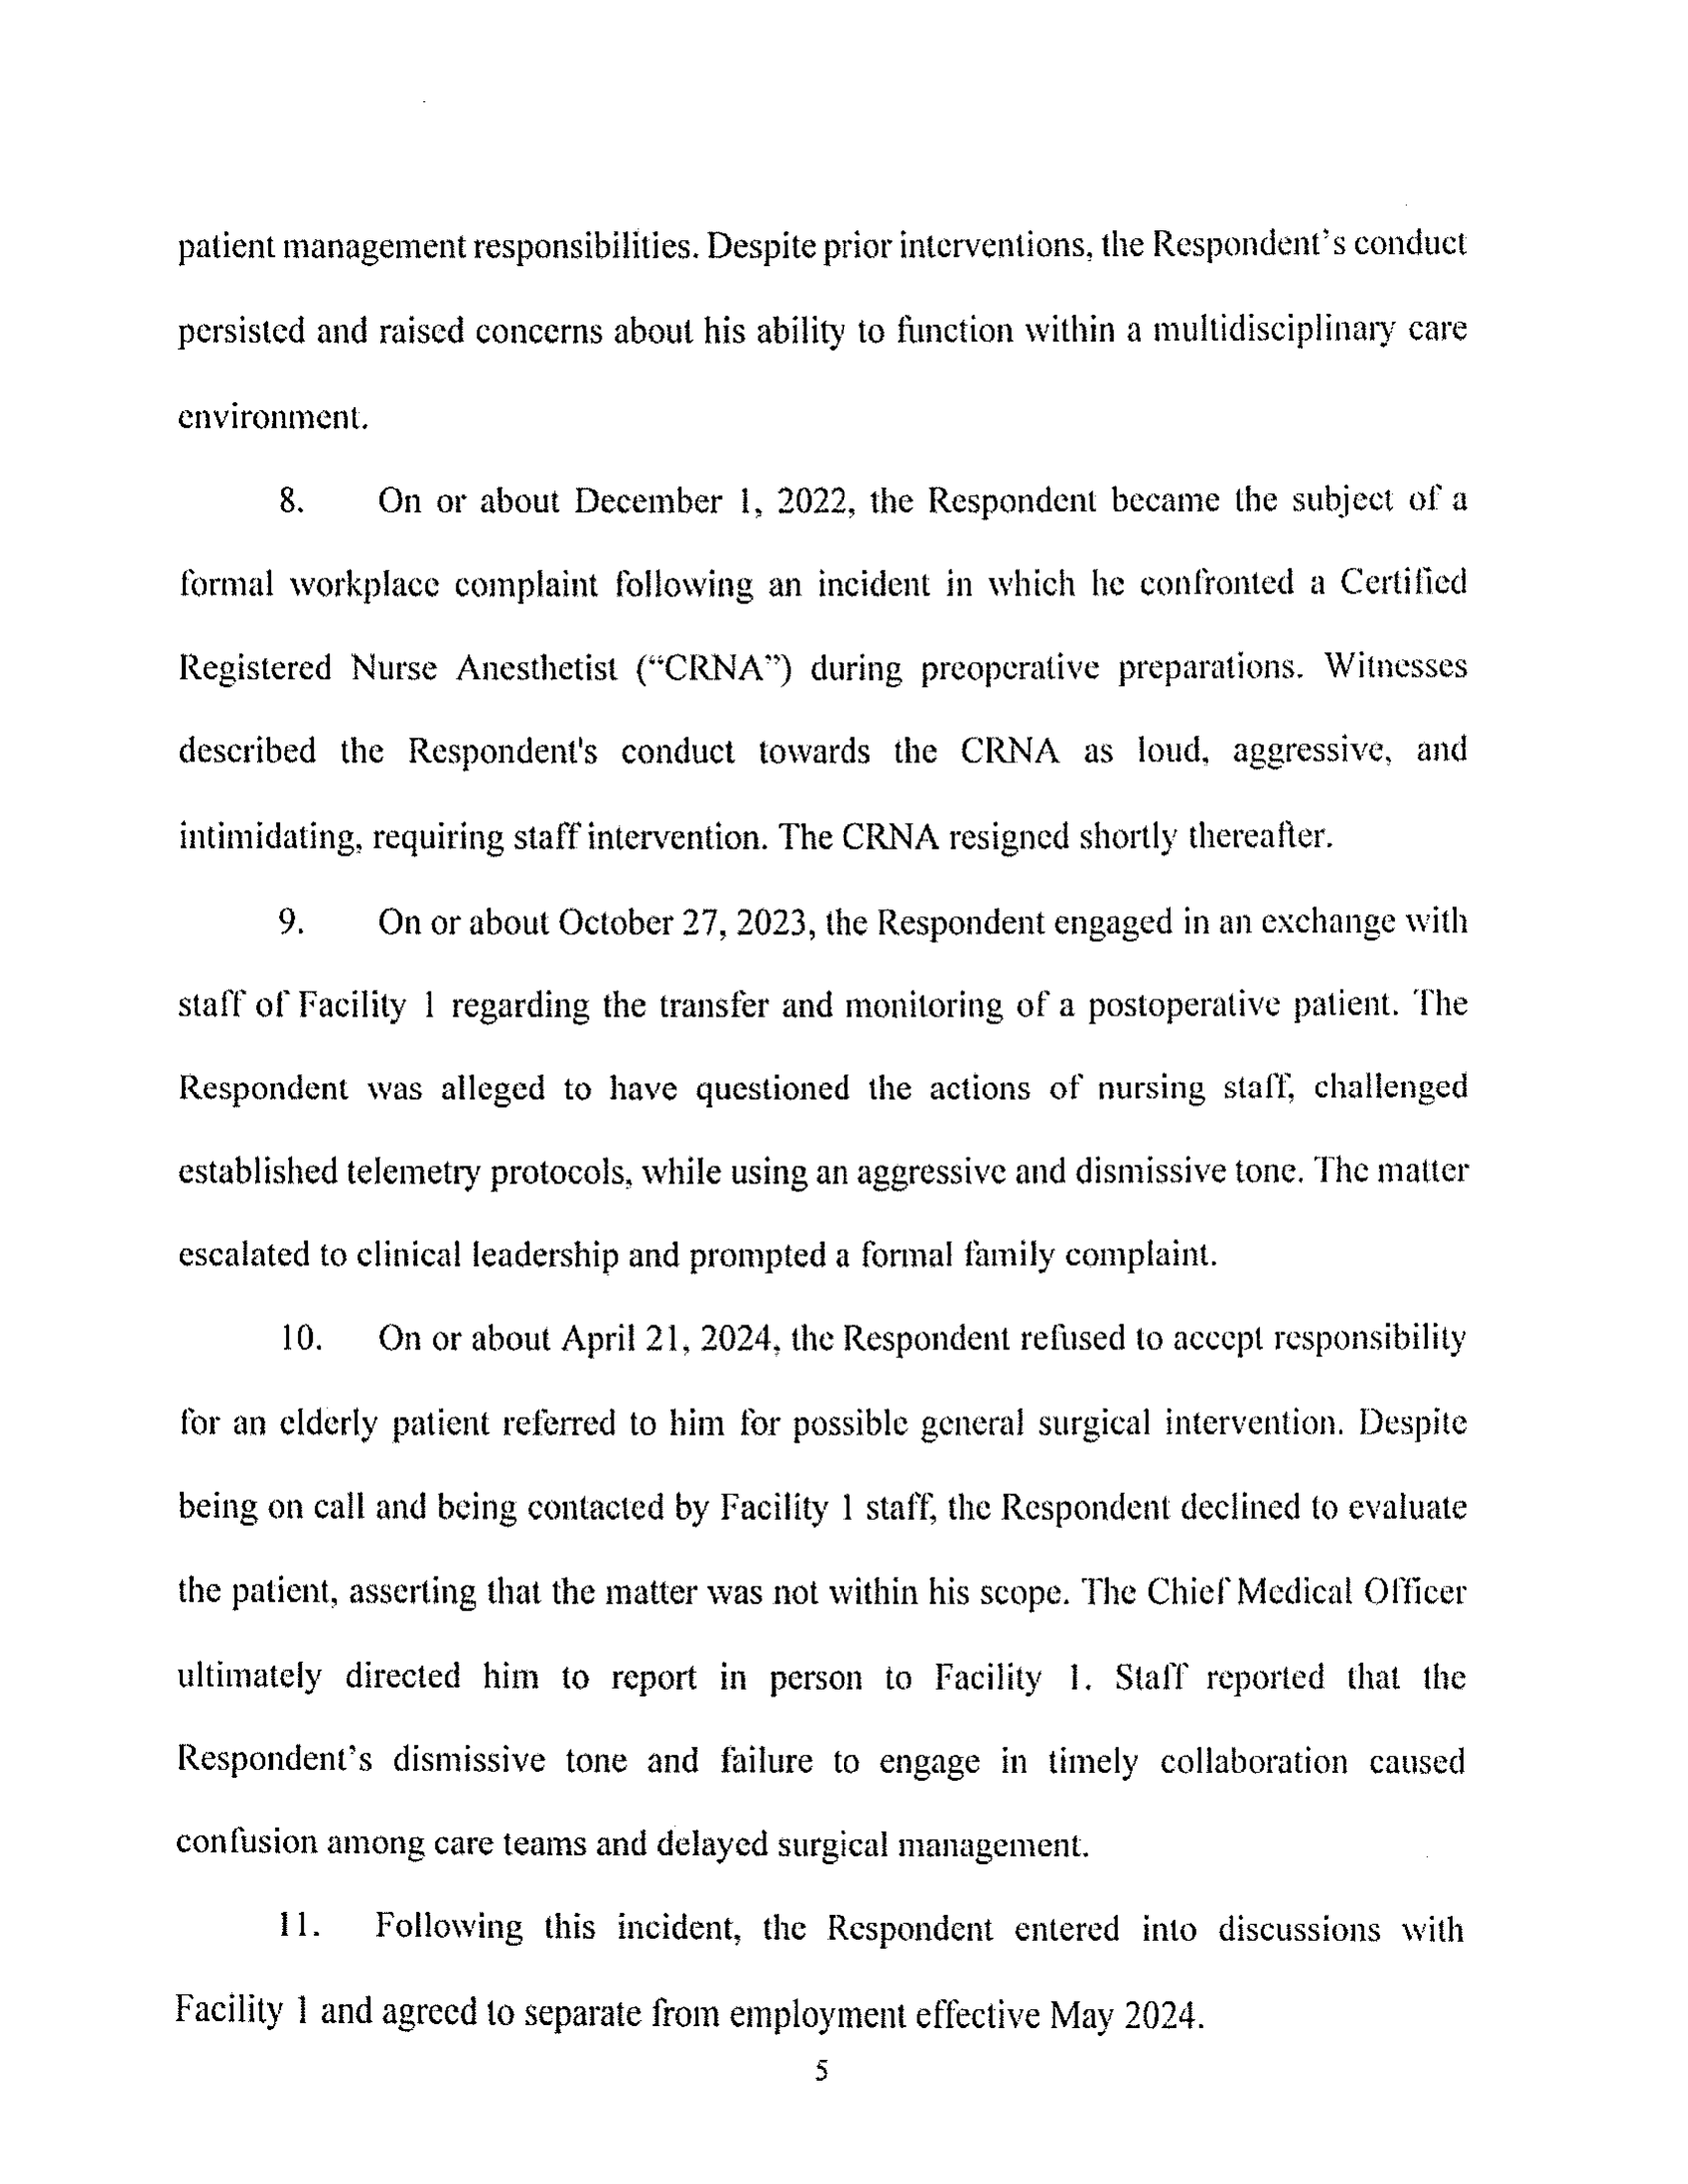 patient management responsibilities. Despite prior interventions, the Respondent’s conduct
persisted and raised concerns about his ability to function within a multidisciplinary care
environment.
8. On or about December 1, 2022, the Respondent became the subject of a
formal workplace complaint following an incident in which he confronted a Certified
Registered Nurse Anesthetist (“CRNA”) during preoperative preparations. Witnesses
described the Respondent's conduct towards the CRNA as loud, aggressive, and
intimidating, requiring staff intervention. The CRNA resigned shortly thereafter.
9. On or about October 27, 2023, the Respondent engaged in an exchange with
staff of Facility 1 regarding the transfer and monitoring of a postoperative patient. The
Respondent was alleged to have questioned the actions of nursing staff, challenged
established telemetry protocols, while using an aggressive and dismissive tone. The matter
escalated to clinical leadership and prompted a formal family complaint.
10. On or about April 21, 2024, the Respondent refused to accept responsibility
for an elderly patient referred to him for possible general surgical intervention. Despite
being on call and being contacted by Facility 1 staff, the Respondent declined to evaluate
the patient, asserting that the matter was not within his scope. The Chief Medical Officer
ultimately directed him to report in person to Facility 1. Staff reported that the
Respondent’s dismissive tone and failure to engage in timely collaboration caused
confusion among care teams and delayed surgical management.
11. Following this incident, the Respondent entered into discussions with
Facility 1 and agreed to separate from employment effective May 2024.
5